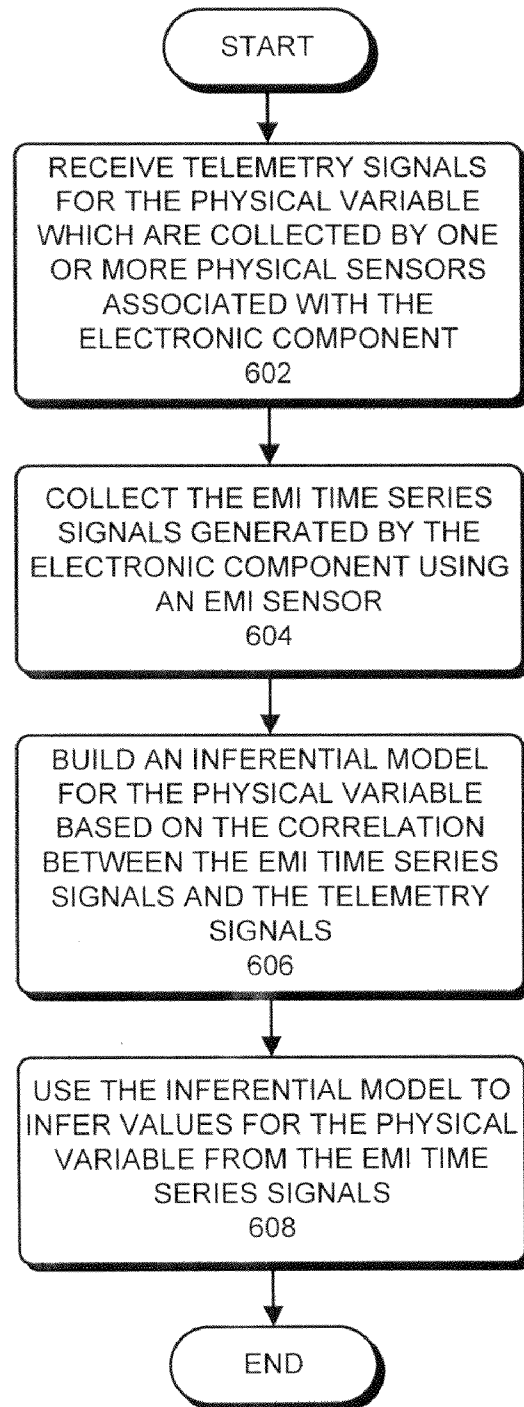 START
RECEIVE TELEMETRY SIGNALS
FOR THE PHYSICAL VARIABLE
WHICH ARE COLLECTED BY ONE
OR MORE PHYSICAL SENSORS
ASSOCIATED WITH THE
ELECTRONIC COMPONENT
602
COLLECT THE EMI TIME SERIES
SIGNALS GENERATED BY THE
ELECTRONIC COMPONENT USING
AN EMI SENSOR
604
BUILD AN INFERENTIAL MODEL
FOR THE PHYSICAL VARIABLE
BASED ON THE CORRELATION
BETWEEN THE EMI TIME SERIES
SIGNALS AND THE TELEMETRY
SIGNALS
606
USE THE INFERENTIAL MODEL TO
INFER VALUES FOR THE PHYSICAL
VARIABLE FROM THE EMI TIME
SERIES SIGNALS
608
END